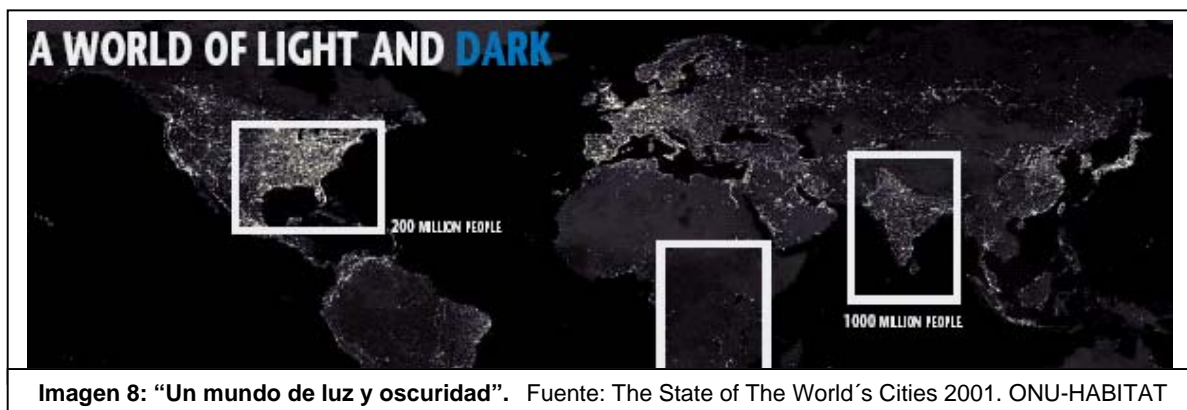 A WORLD OF LIGHT AND DARK
200 MILLION PEOPLE
1000 MILLION PEOPLE
Imagen 8: “Un mundo de luz y oscuridad”. Fuente: The State of The World´s Cities 2001. ONU-HABITAT